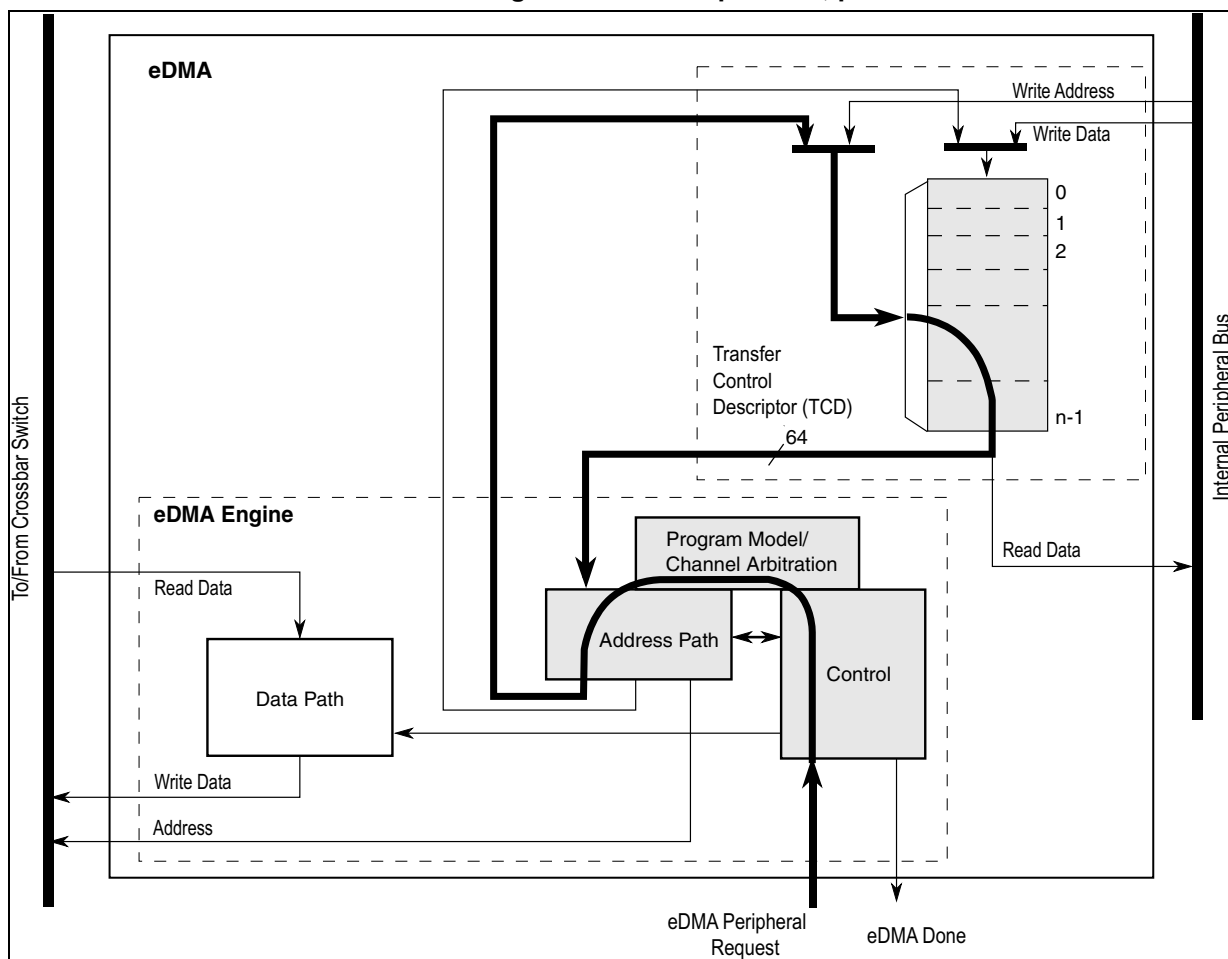 eDMA
Write Address
Write Data
0
1
2
n-1
Transfer
Control
Descriptor (TCD)
64
To/From Crossbar Switch
Internal Peripheral Bus
eDMA Engine
Program Model/
Channel Arbitration
Read Data
Read Data
Address Path
Control
Data Path
Write Data
Address
eDMA Peripheral
Request
eDMA Done